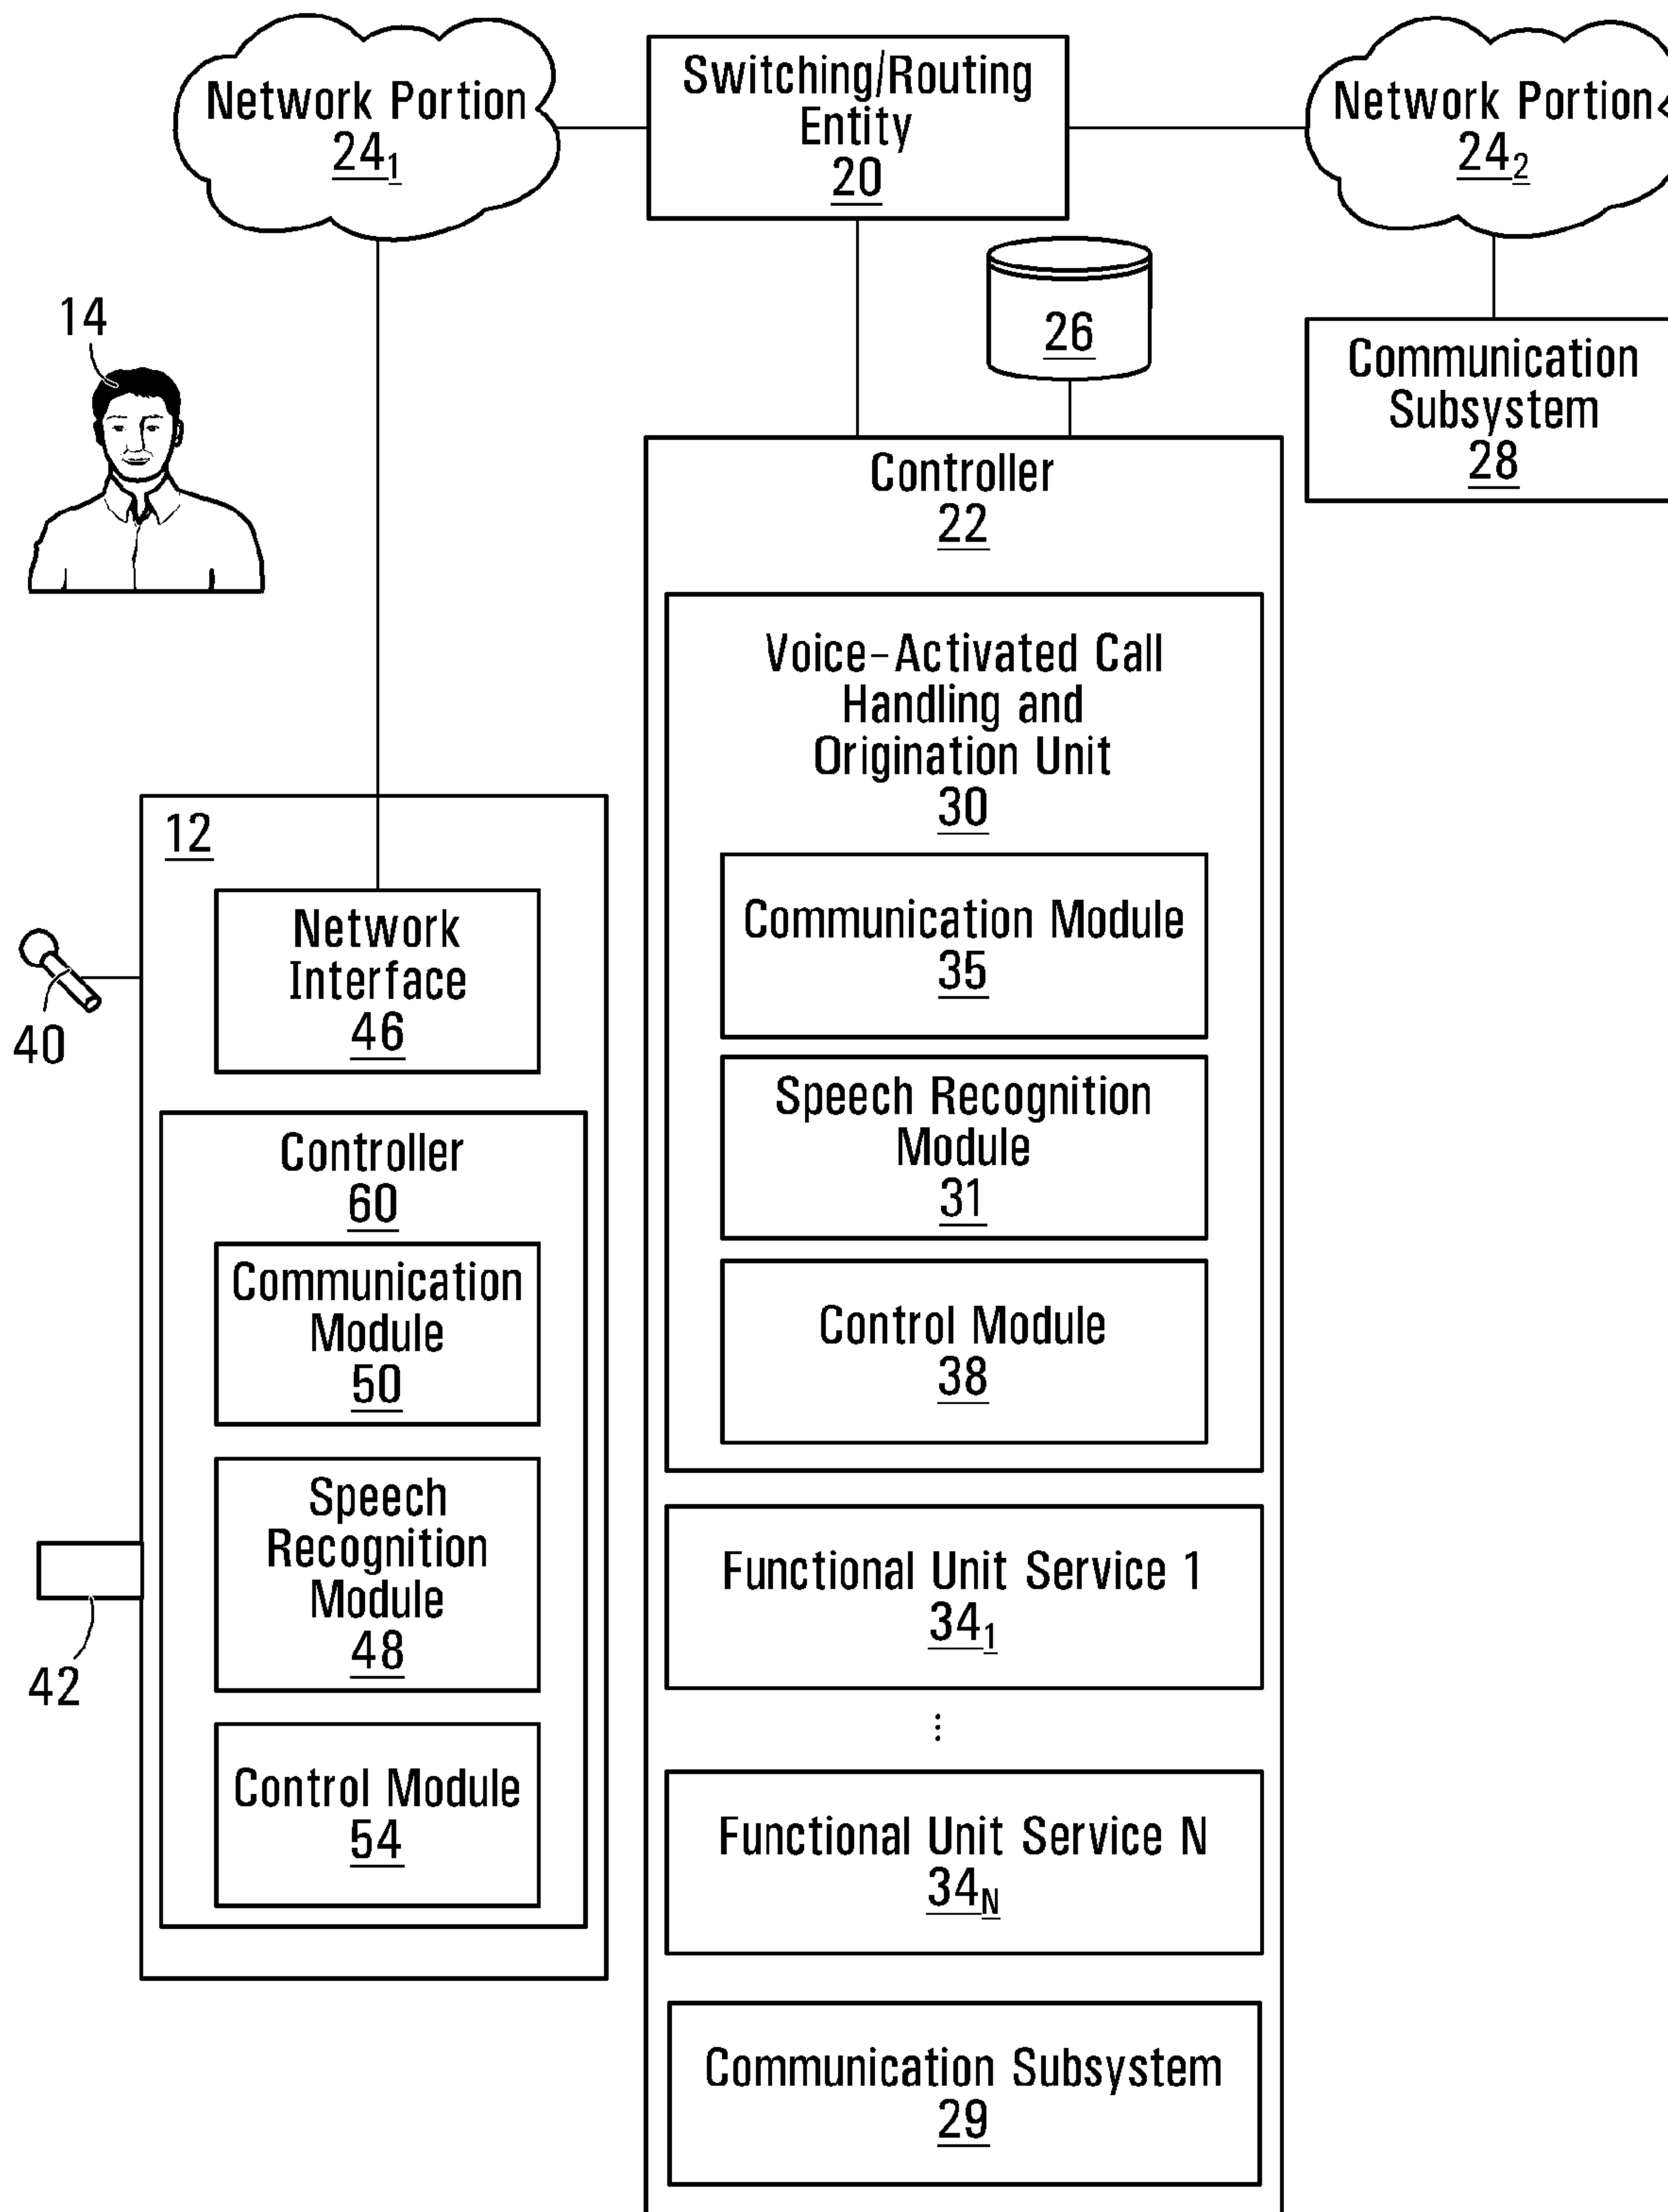 Network Portion
24₁
Switching/Routing
Entity
20
Network Portion
24₂
14
26
Communication
Subsystem
28
Controller
22
Voice-Activated Call
Handling and
Origination Unit
30
Communication Module
35
Speech Recognition
Module
31
Control Module
38
Functional Unit Service 1
34₁
⋮
Functional Unit Service N
34N
Communication Subsystem
29
12
Network
Interface
46
40
Controller
60
Communication
Module
50
Speech
Recognition
Module
48
42
Control Module
54